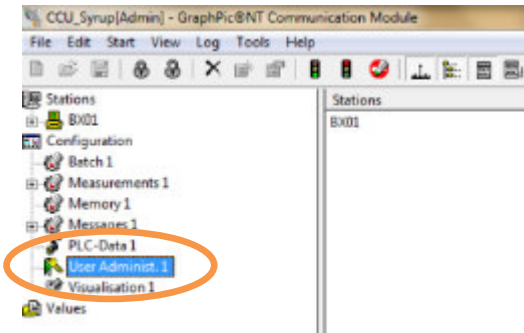 CCU_Syrup[Admin] - GraphPic®NT Communication Module
File Edit Start View Log Tools Help
Stations
BX01
Configuration
Batch 1
Measurements 1
Memory 1
Messages 1
PLC-Data 1
User Administ. 1
Visualisation 1
Values
Stations
BX01